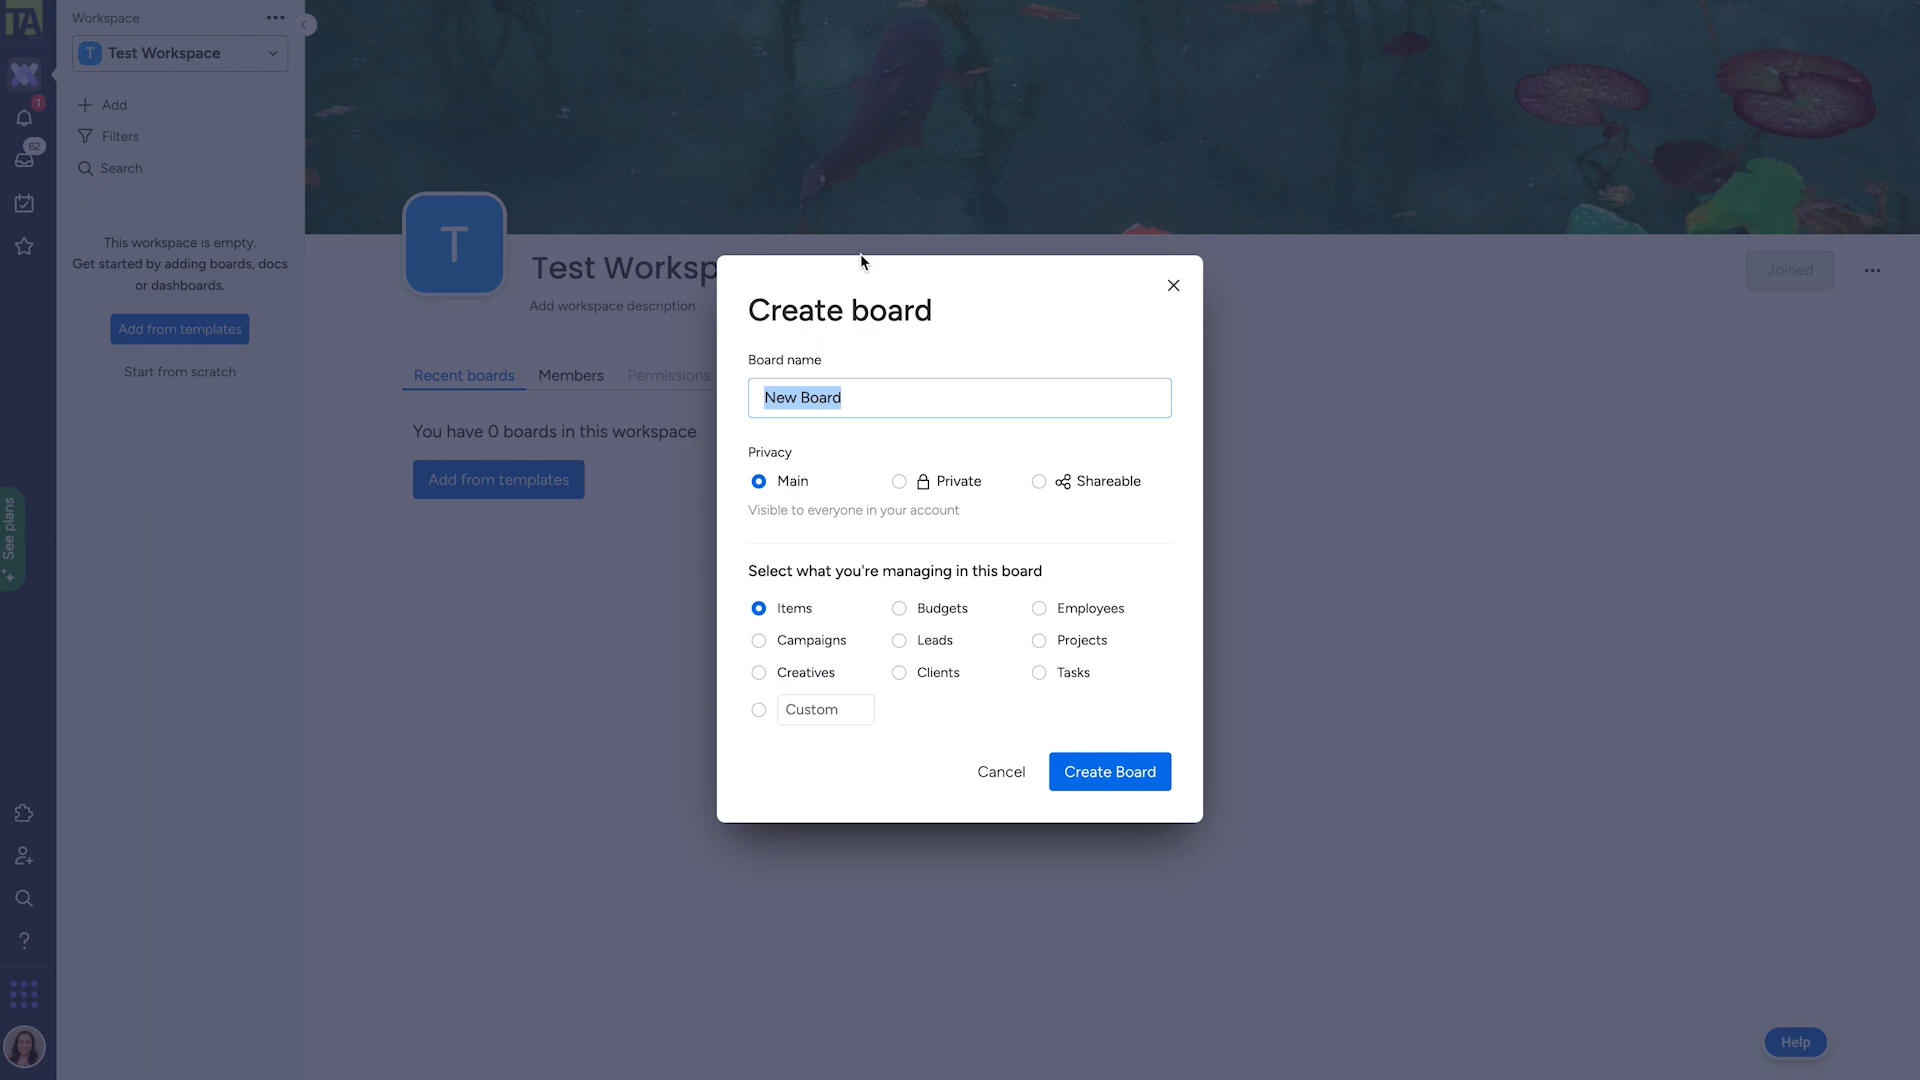 TA
Workspace
T Test Workspace
Add
1
Filters
62
Search
This workspace is empty.
Get started by adding boards, docs
or dashboards.
Add from templates
Start from scratch
See plans
T
Test Worksp
Add workspace description
Joined
Recent boards Members Permissions
You have 0 boards in this workspace
Add from templates
Create board
Board name
New Board
Privacy
Main Private Shareable
Visible to everyone in your account
Select what you're managing in this board
Items Budgets Employees
Campaigns Leads Projects
Creatives Clients Tasks
Custom
Cancel Create Board
Help